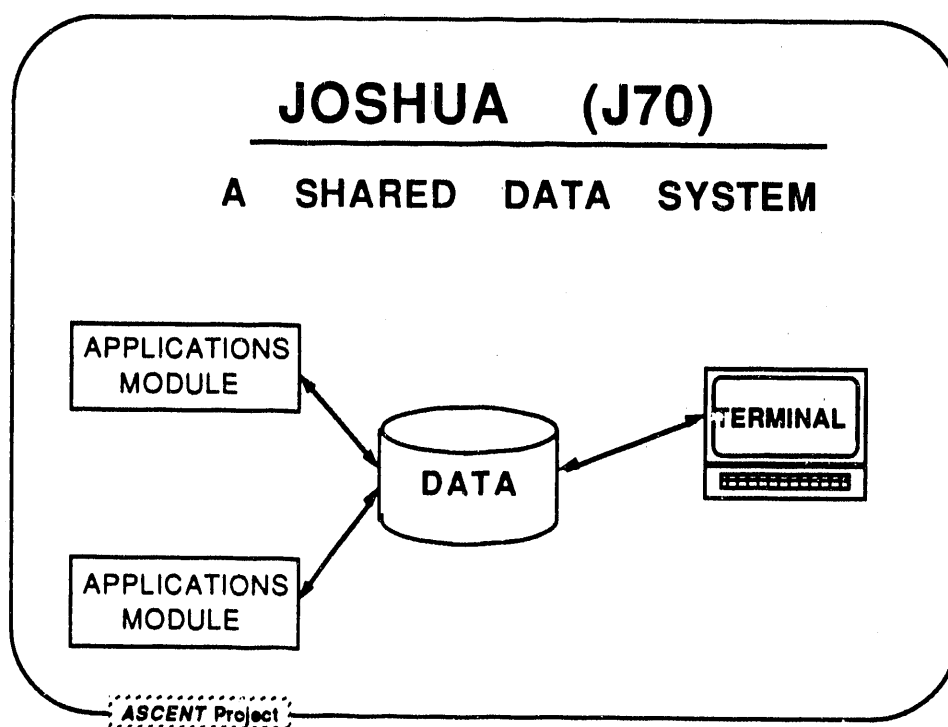 JOSHUA (J70)
A SHARED DATA SYSTEM
APPLICATIONS
MODULE
DATA
TERMINAL
APPLICATIONS
MODULE
ASCENT Project